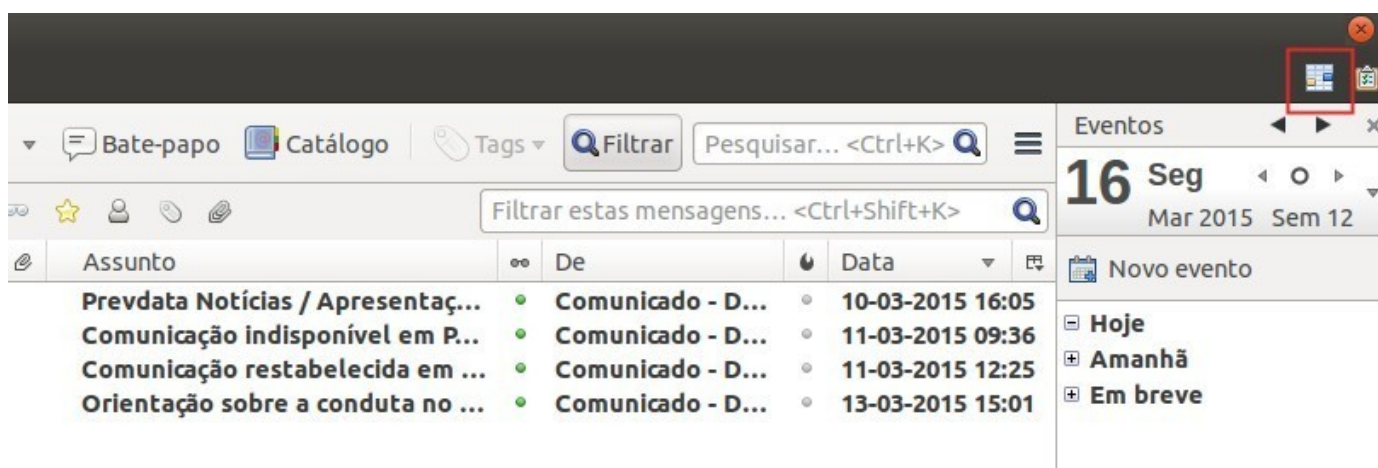 Bate-papo Catálogo Tags Filtrar Pesquisar... <Ctrl+K>
Filtrar estas mensagens... <Ctrl+Shift+K>
Assunto De Data
Prevdata Notícias / Apresentaç... Comunicado - D... 10-03-2015 16:05
Comunicação indisponível em P... Comunicado - D... 11-03-2015 09:36
Comunicação restabelecida em ... Comunicado - D... 11-03-2015 12:25
Orientação sobre a conduta no ... Comunicado - D... 13-03-2015 15:01
Eventos
16 Seg
Mar 2015 Sem 12
Novo evento
Hoje
Amanhã
Em breve